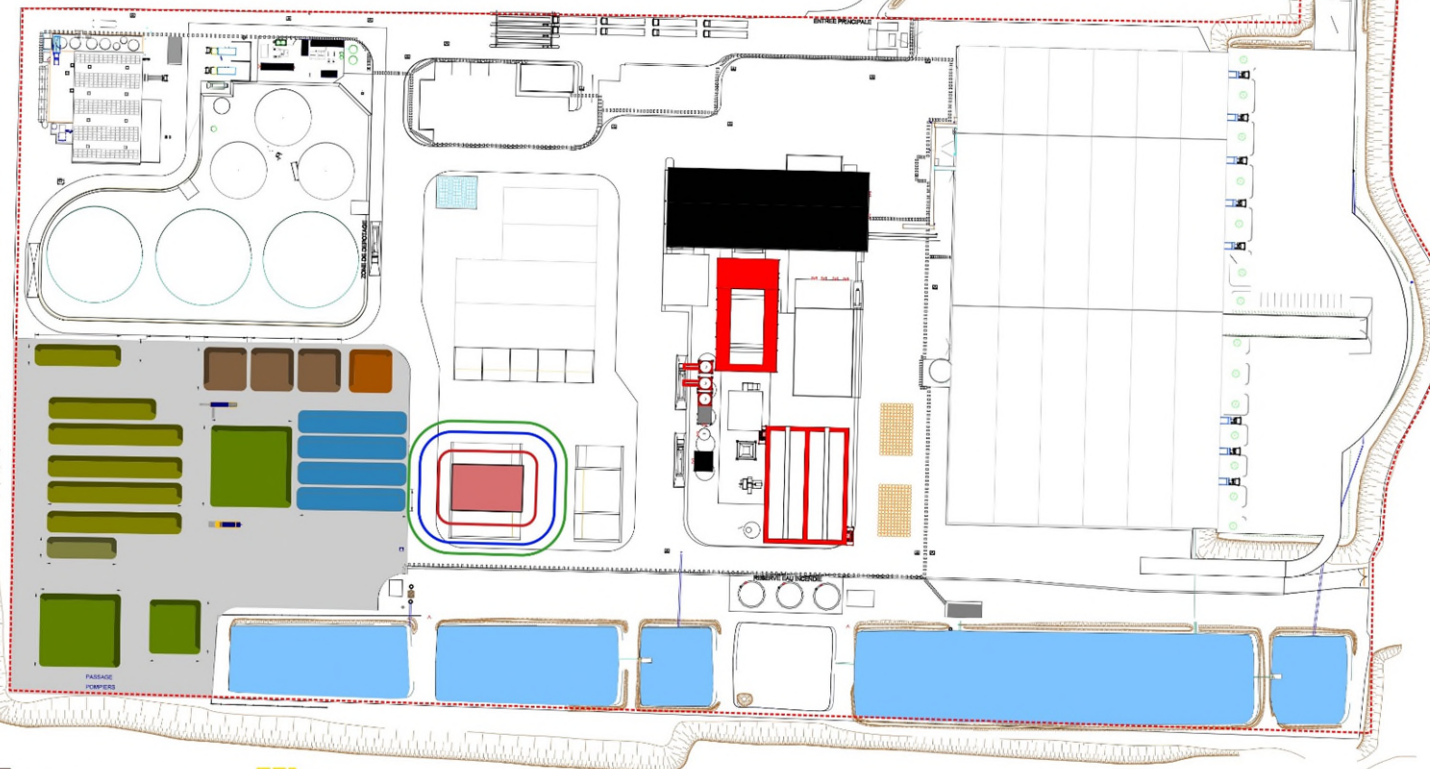 ENTREE PRINCIPALE
ZONE DE DEPOTAGE
RESERVE EAU INCENDIE
PASSAGE
POMPIERS